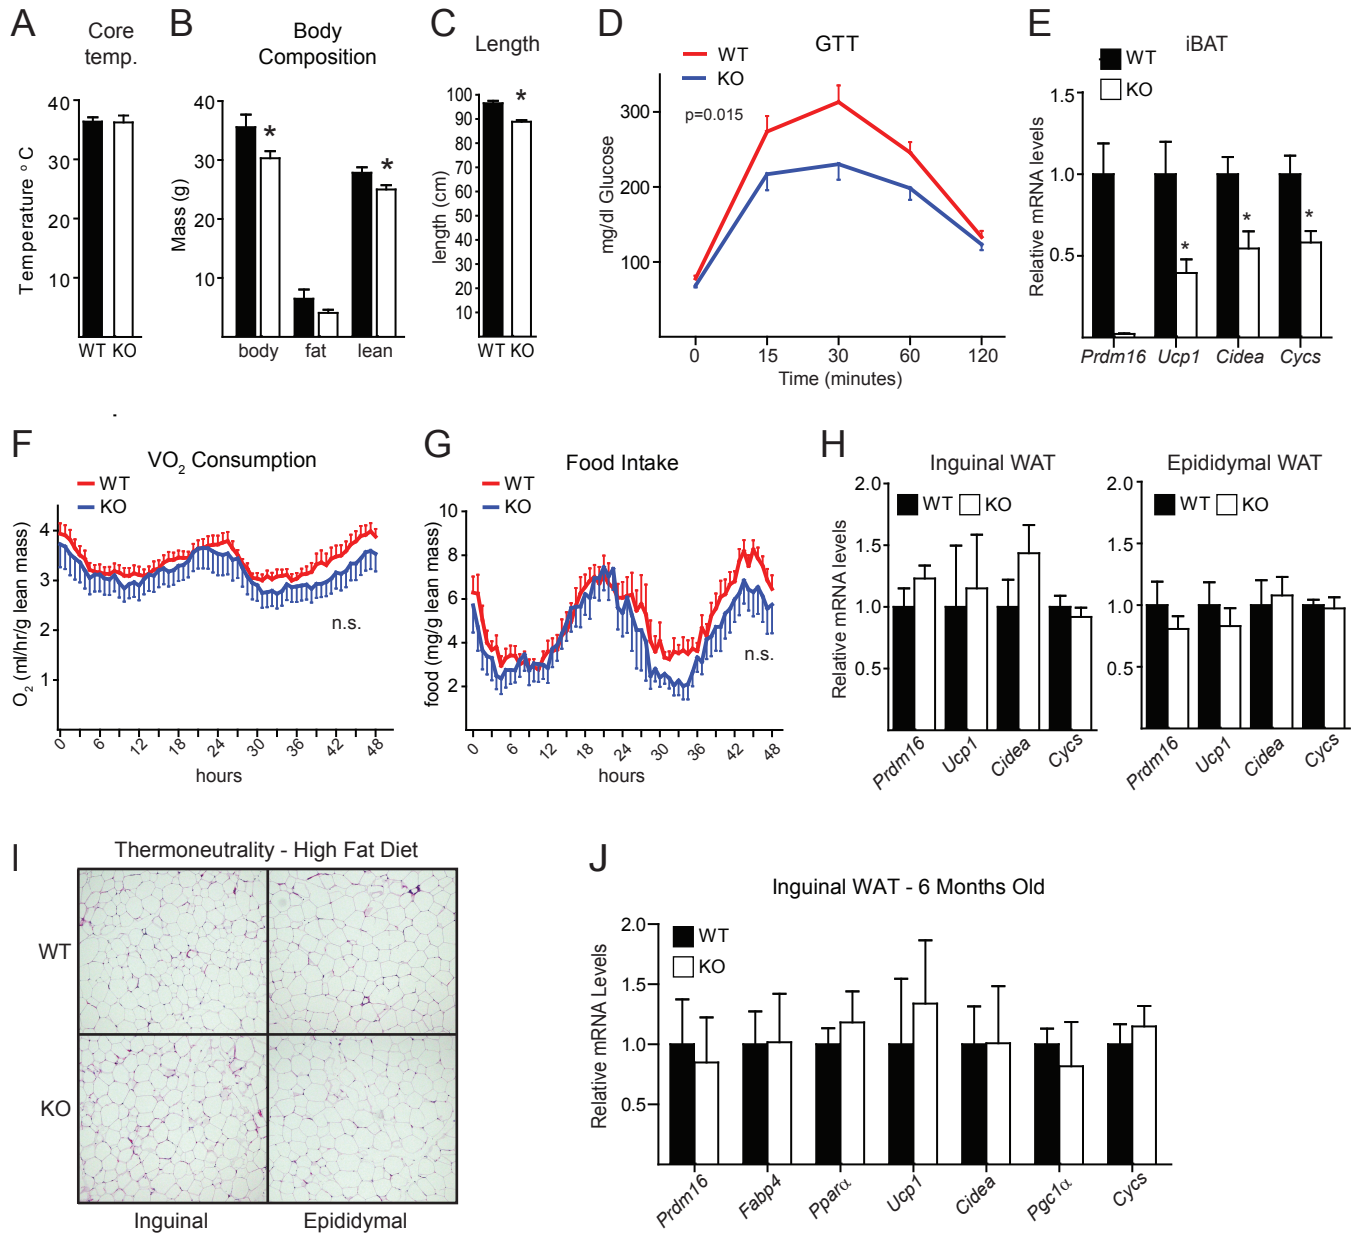 A
Core
temp.
Temperature ° C
40
30
20
10
WT KO
B
Body
Composition
Mass (g)
40
30
20
10
body fat lean
*
*
C
Length
length (cm)
100
90
80
70
60
50
40
30
20
10
WT KO
*
D
GTT
WT
KO
p=0.015
mg/dl Glucose
300
200
100
0 15 30 60 120
Time (minutes)
E
iBAT
WT
KO
Relative mRNA levels
1.5
1.0
0.5
* * *
Prdm16 Ucp1 Cidea Cycs
F
VO2 Consumption
WT
KO
O2 (ml/hr/g lean mass)
4
3
2
1
n.s.
0 6 12 18 24 30 36 42 48
hours
G
Food Intake
WT
KO
food (mg/g lean mass)
10
8
6
4
2
n.s.
0 6 12 18 24 30 36 42 48
hours
H
Inguinal WAT
WT KO
Relative mRNA levels
2.0
1.5
1.0
0.5
Prdm16 Ucp1 Cidea Cycs
Epididymal WAT
WT KO
2.0
1.5
1.0
0.5
Prdm16 Ucp1 Cidea Cycs
I
Thermoneutrality - High Fat Diet
WT
KO
Inguinal Epididymal
J
Inguinal WAT - 6 Months Old
WT
KO
Relative mRNA Levels
2.0
1.5
1.0
0.5
Prdm16 Fabp4 Pparα Ucp1 Cidea Pgc1α Cycs